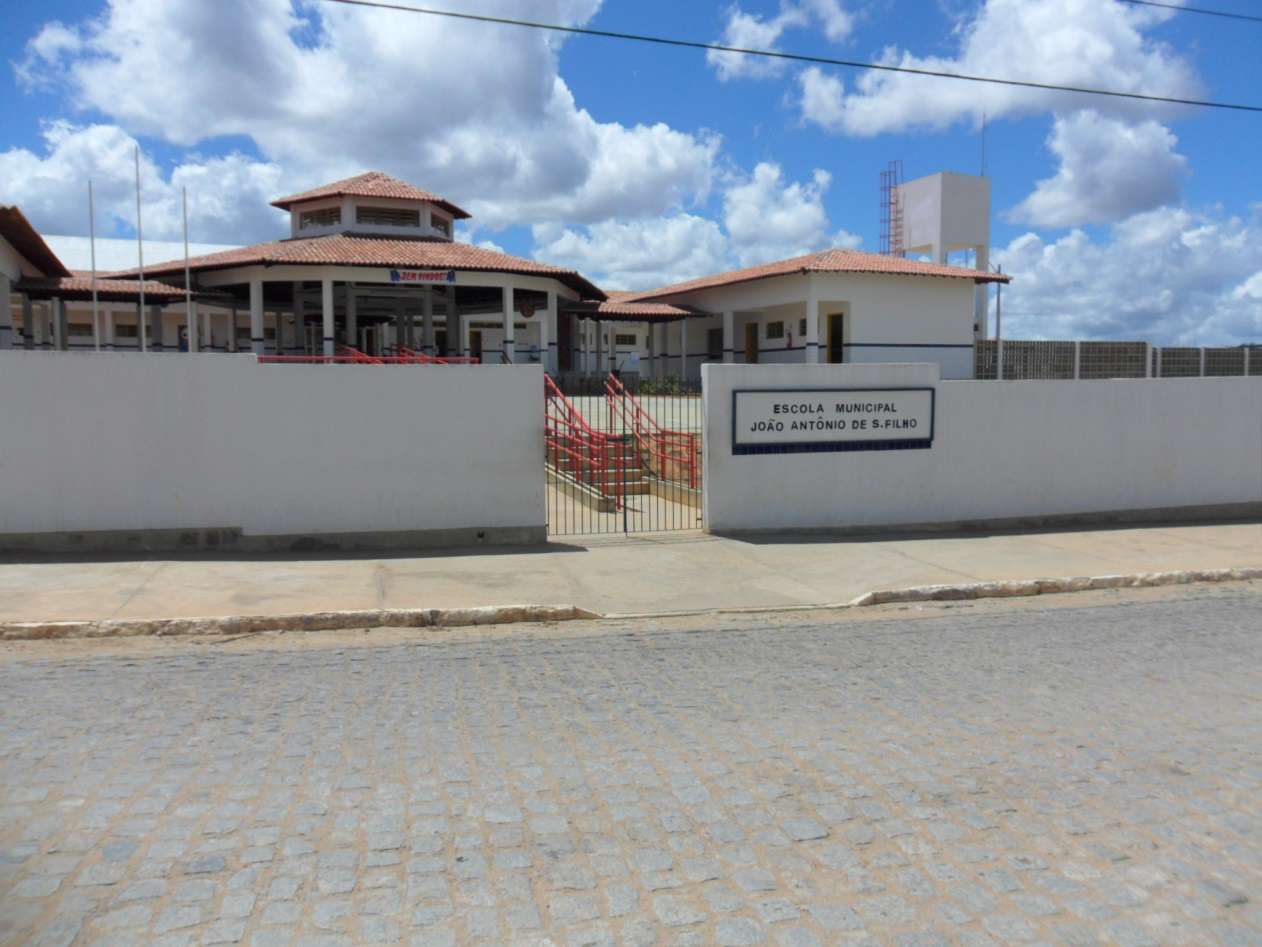 BEM VINDOS!
ESCOLA MUNICIPAL
JOÃO ANTÔNIO DE S.FILHO